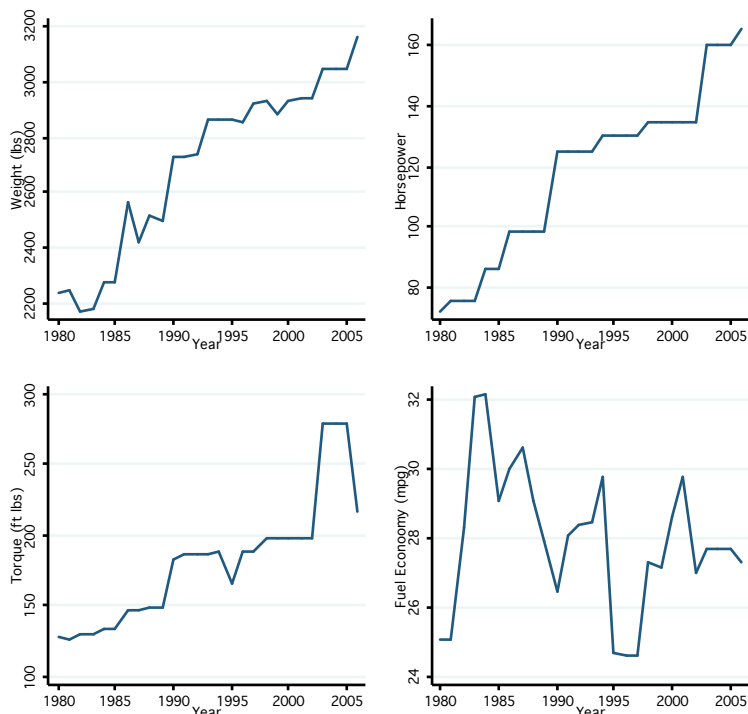 Weight (lbs)
2200 2400 2600 2800 3000 3200
1980 1985 1990 1995 2000 2005
Year
Horsepower
80 100 120 140 160
1980 1985 1990 1995 2000 2005
Year
Torque (ft lbs)
100 150 200 250 300
1980 1985 1990 1995 2000 2005
Year
Fuel Econoomy (mpg)
24 26 28 30 32
1980 1985 1990 1995 2000 2005
Year